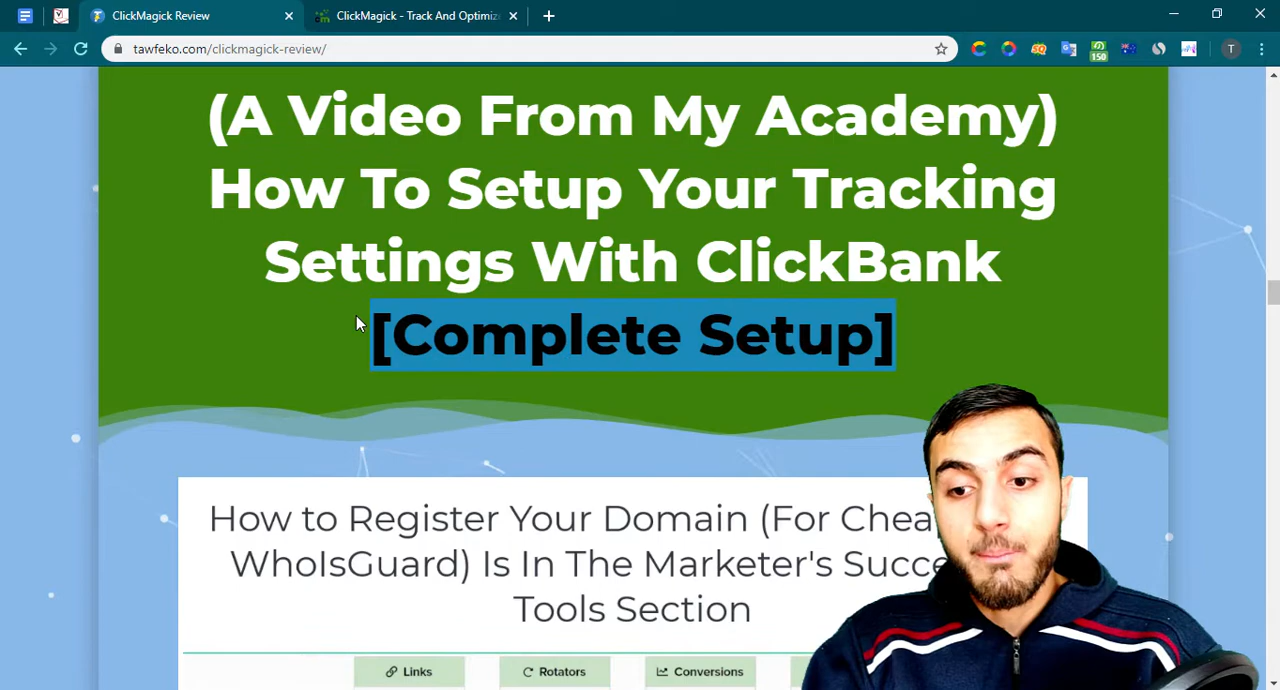 ClickMagick Review
ClickMagick - Track And Optimiz
tawfeko.com/clickmagick-review/
150
T
(A Video From My Academy)
How To Setup Your Tracking
Settings With ClickBank
[Complete Setup]
How to Register Your Domain (For Chea
WhoIsGuard) Is In The Marketer's Succe
Tools Section
Links
Rotators
Conversions